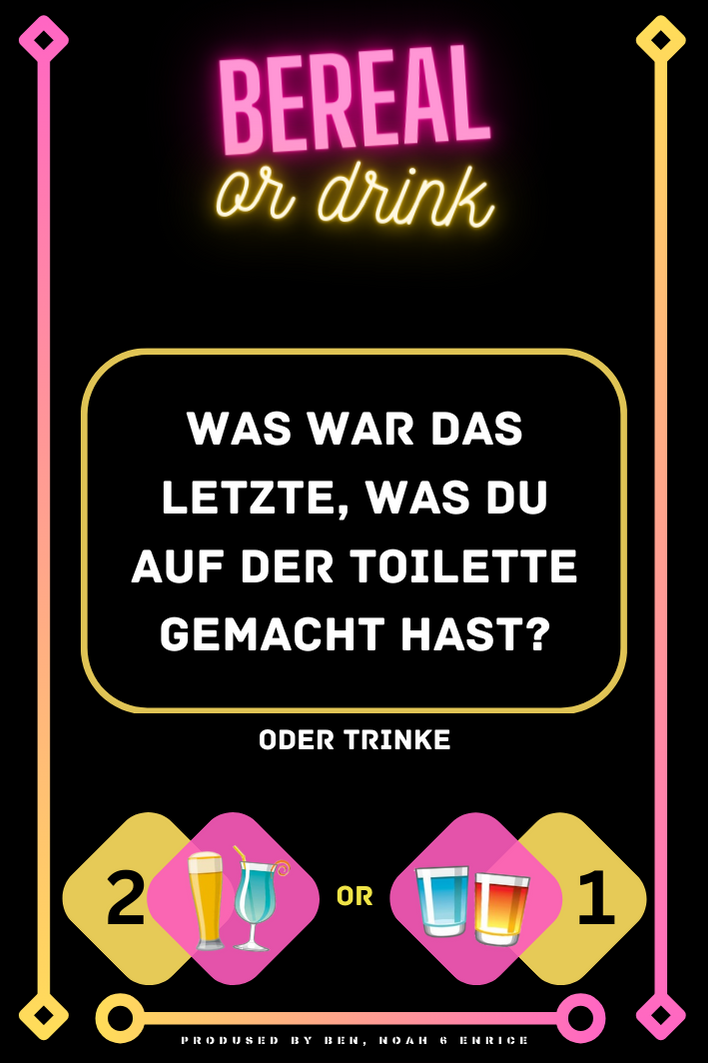 BEREAL
or drink
WAS WAR DAS
LETZTE, WAS DU
AUF DER TOILETTE
GEMACHT HAST?
ODER TRINKE
2 OR 1
PRODUSED BY BEN, NOAH & ENRICE